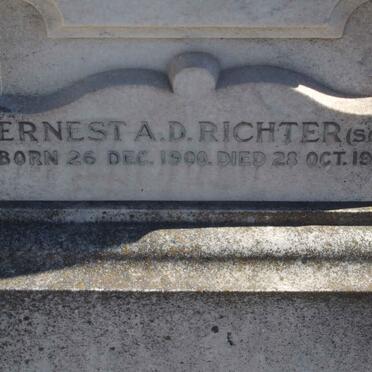 ERNEST A.D. RICHTER (S
BORN 26 DEC. 1900. DIED 28 OCT. 19